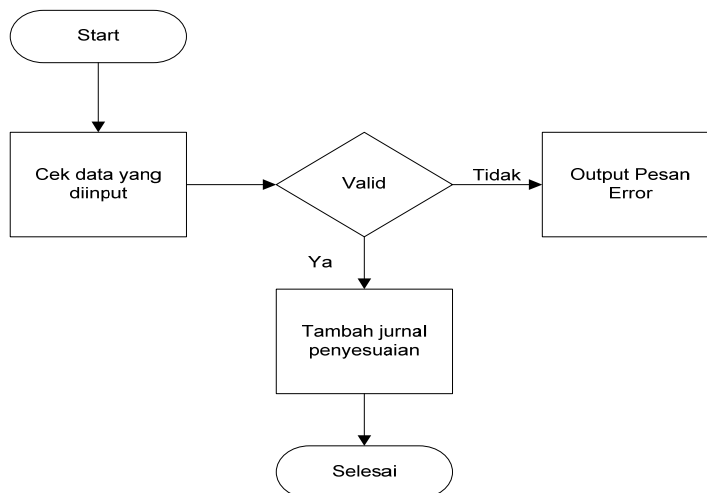 Start
Cek data yang
diinput
Valid
Tidak
Output Pesan
Error
Ya
Tambah jurnal
penyesuaian
Selesai